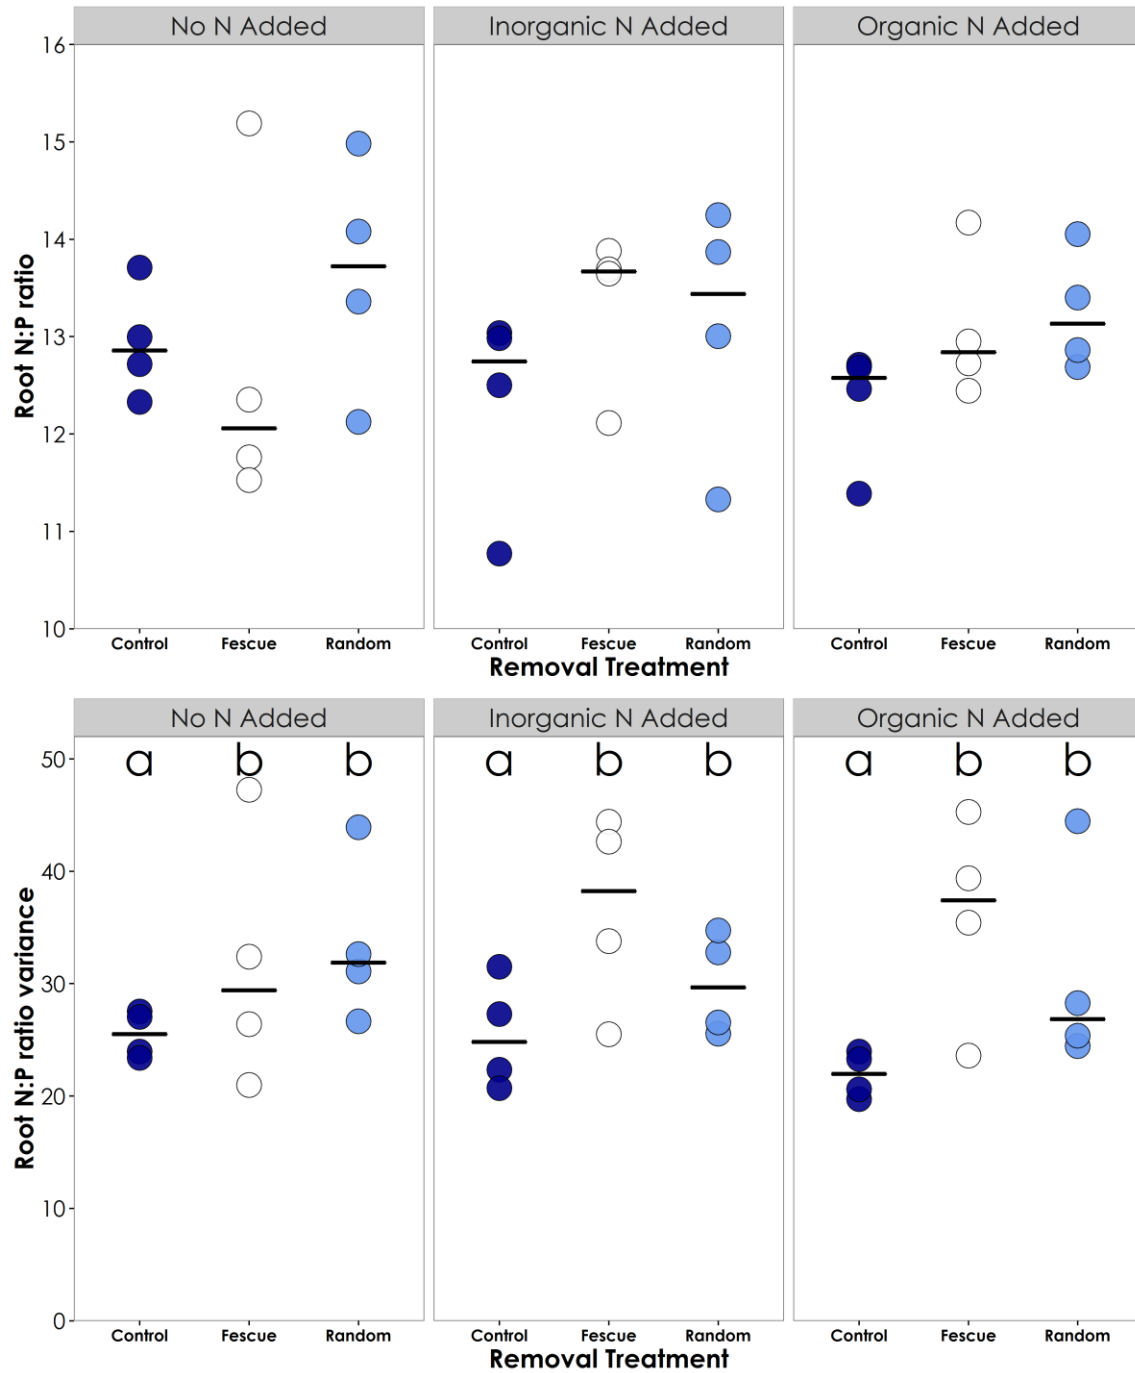 No N Added Inorganic N Added Organic N Added
16
15
14
13
12
11
10
Root N:P ratio
Control Fescue Random Control Fescue Random Control Fescue Random
Removal Treatment
No N Added Inorganic N Added Organic N Added
a b b a b b a b b
50
40
30
20
10
0
Root N:P ratio variance
Control Fescue Random Control Fescue Random Control Fescue Random
Removal Treatment